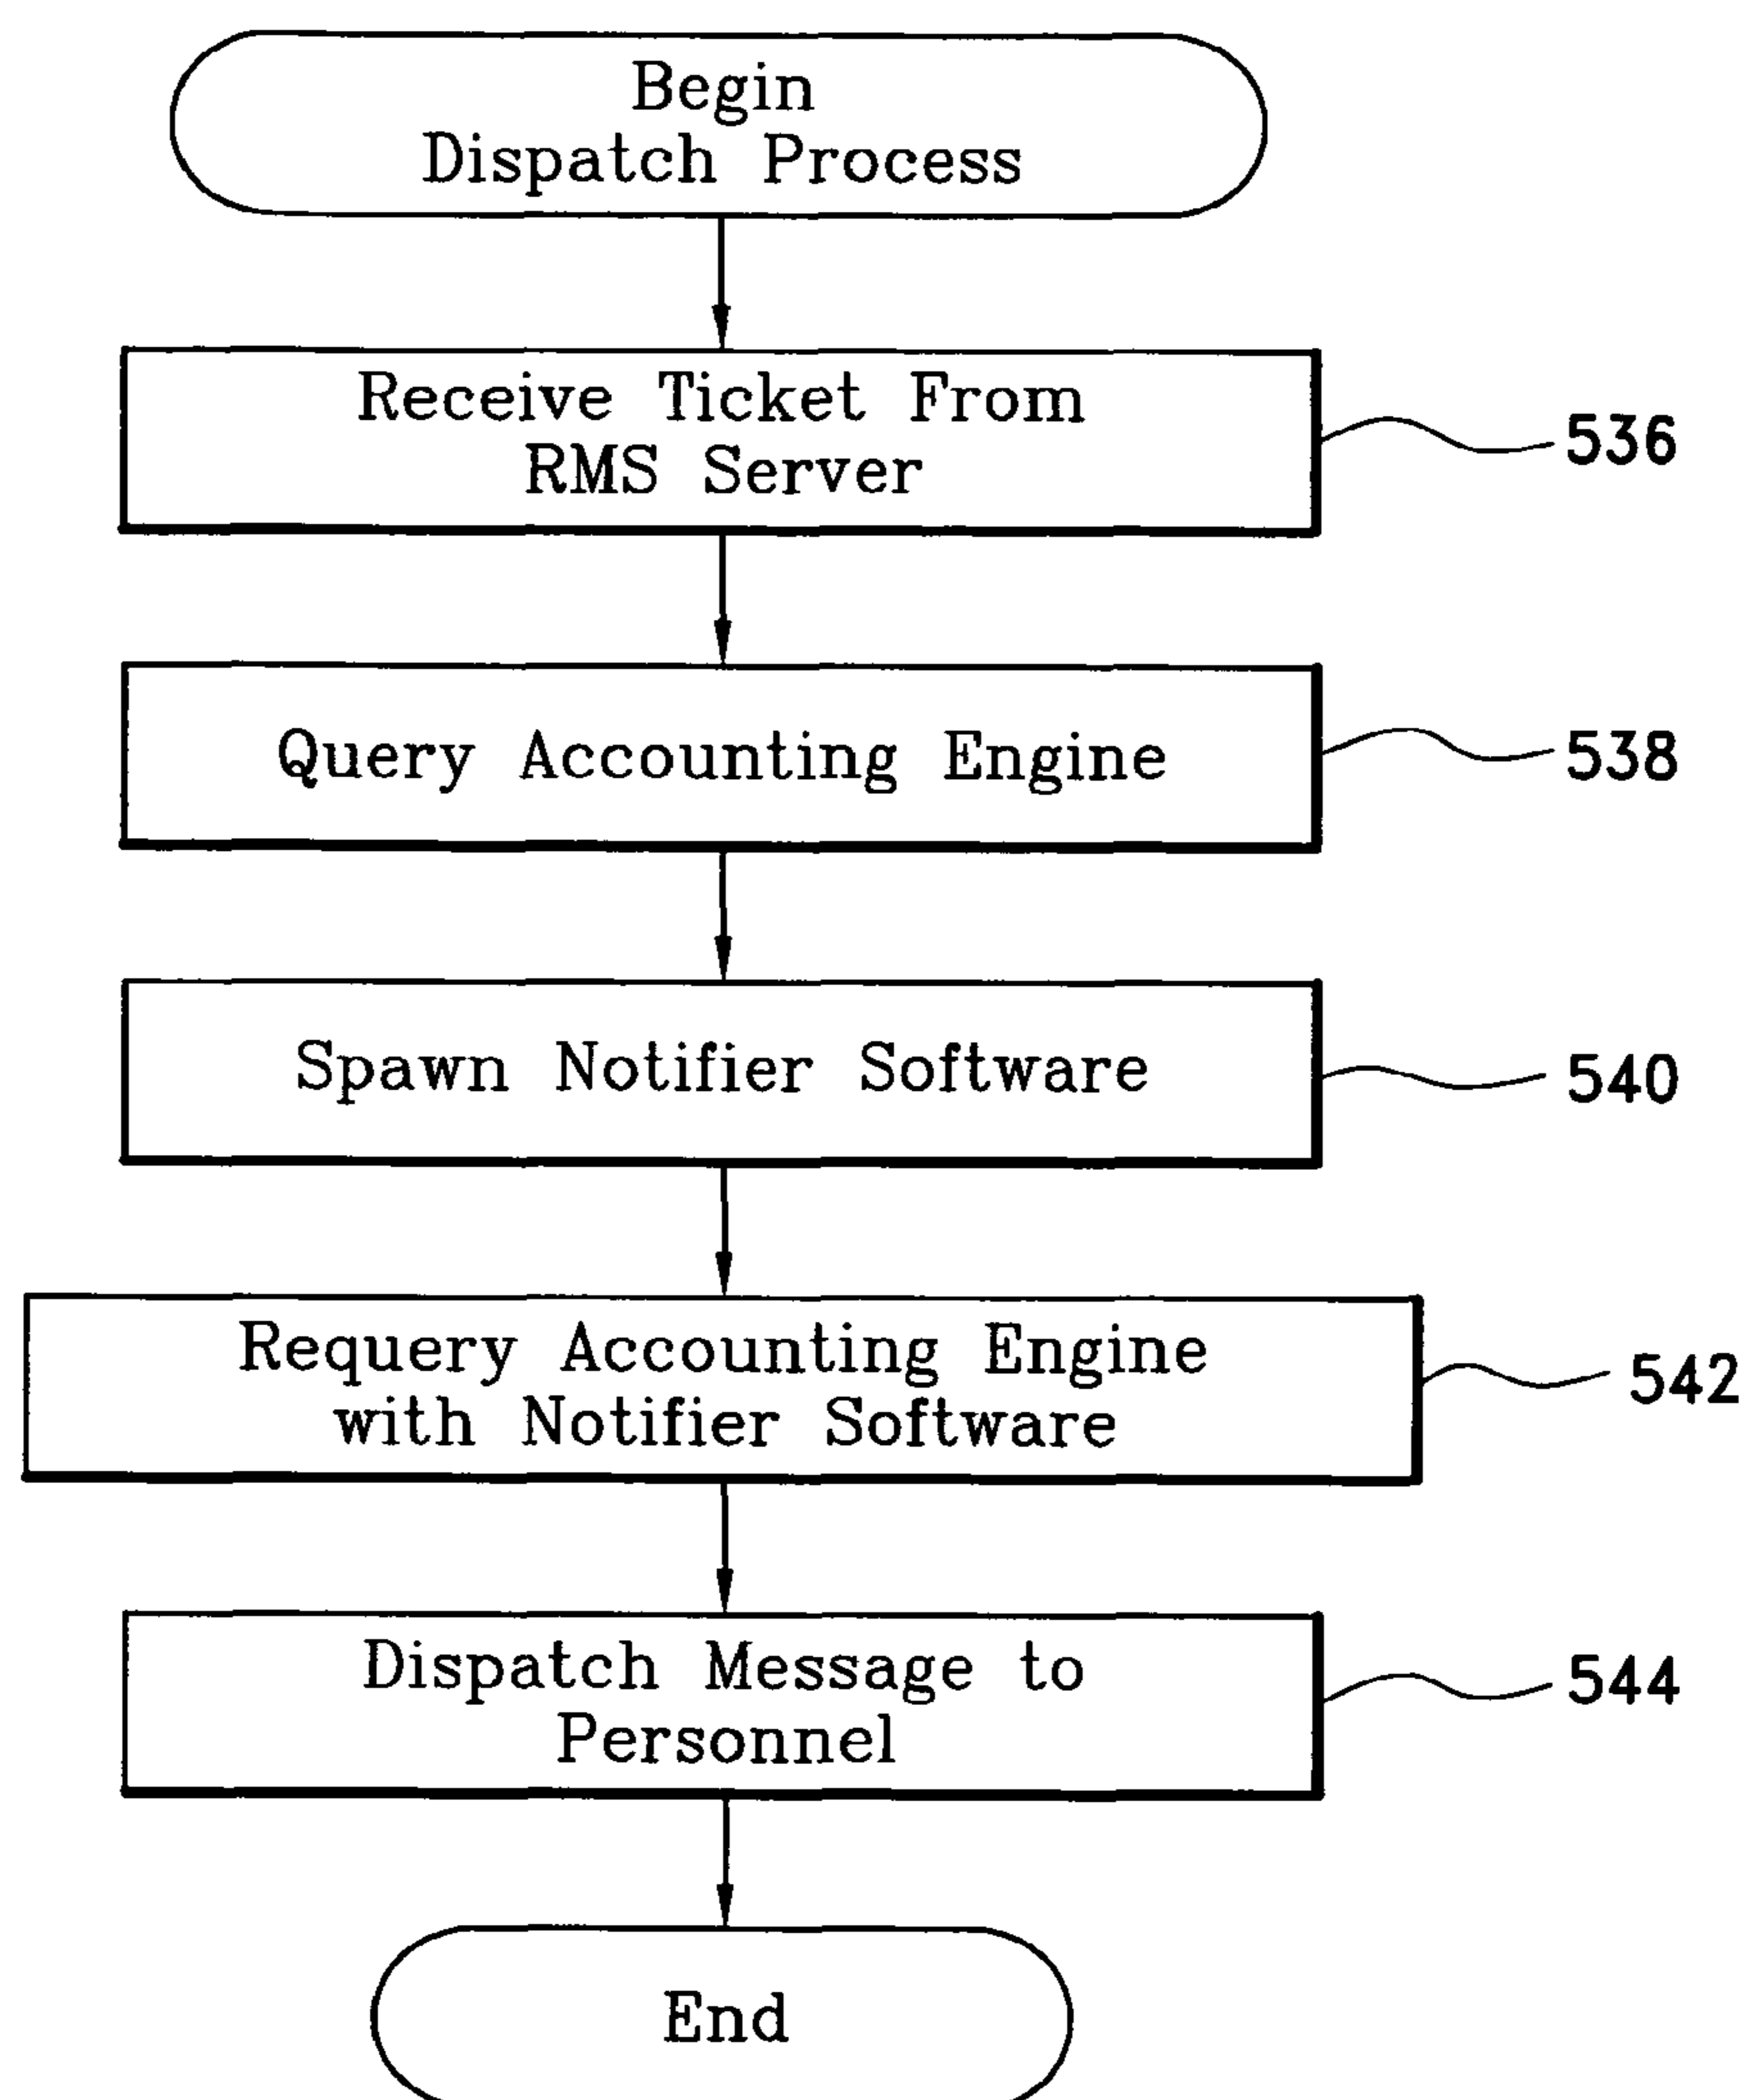 Begin
Dispatch Process
Receive Ticket From
RMS Server
536
Query Accounting Engine
538
Spawn Notifier Software
540
Requery Accounting Engine
with Notifier Software
542
Dispatch Message to
Personnel
544
End